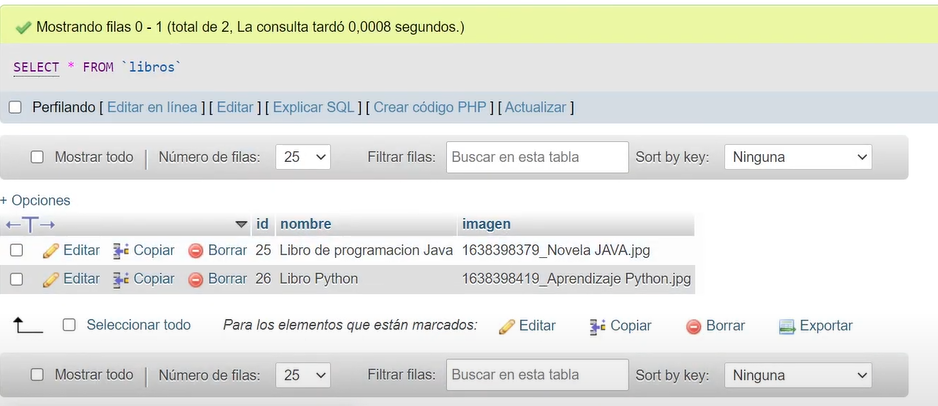 Mostrando filas 0 - 1 (total de 2, La consulta tardó 0,0008 segundos.)
SELECT * FROM `libros`
Perfilando [ Editar en línea ] [ Editar ] [ Explicar SQL ] [ Crear código PHP ] [ Actualizar ]
Mostrar todo Número de filas: 25 Filtrar filas: Buscar en esta tabla Sort by key: Ninguna
+ Opciones
id nombre imagen
Editar Copiar Borrar 25 Libro de programacion Java 1638398379_Novela JAVA.jpg
Editar Copiar Borrar 26 Libro Python 1638398419_Aprendizaje Python.jpg
Seleccionar todo Para los elementos que están marcados: Editar Copiar Borrar Exportar
Mostrar todo Número de filas: 25 Filtrar filas: Buscar en esta tabla Sort by key: Ninguna